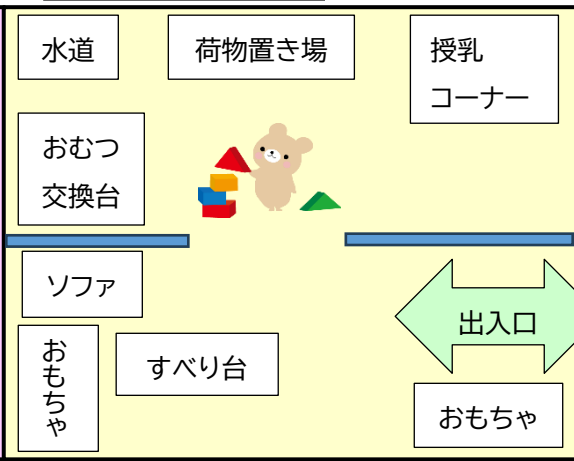 水道
荷物置き場
授乳
コーナー
おむつ
交換台
ソファ
出入口
おもちゃ
すべり台
おもちゃ